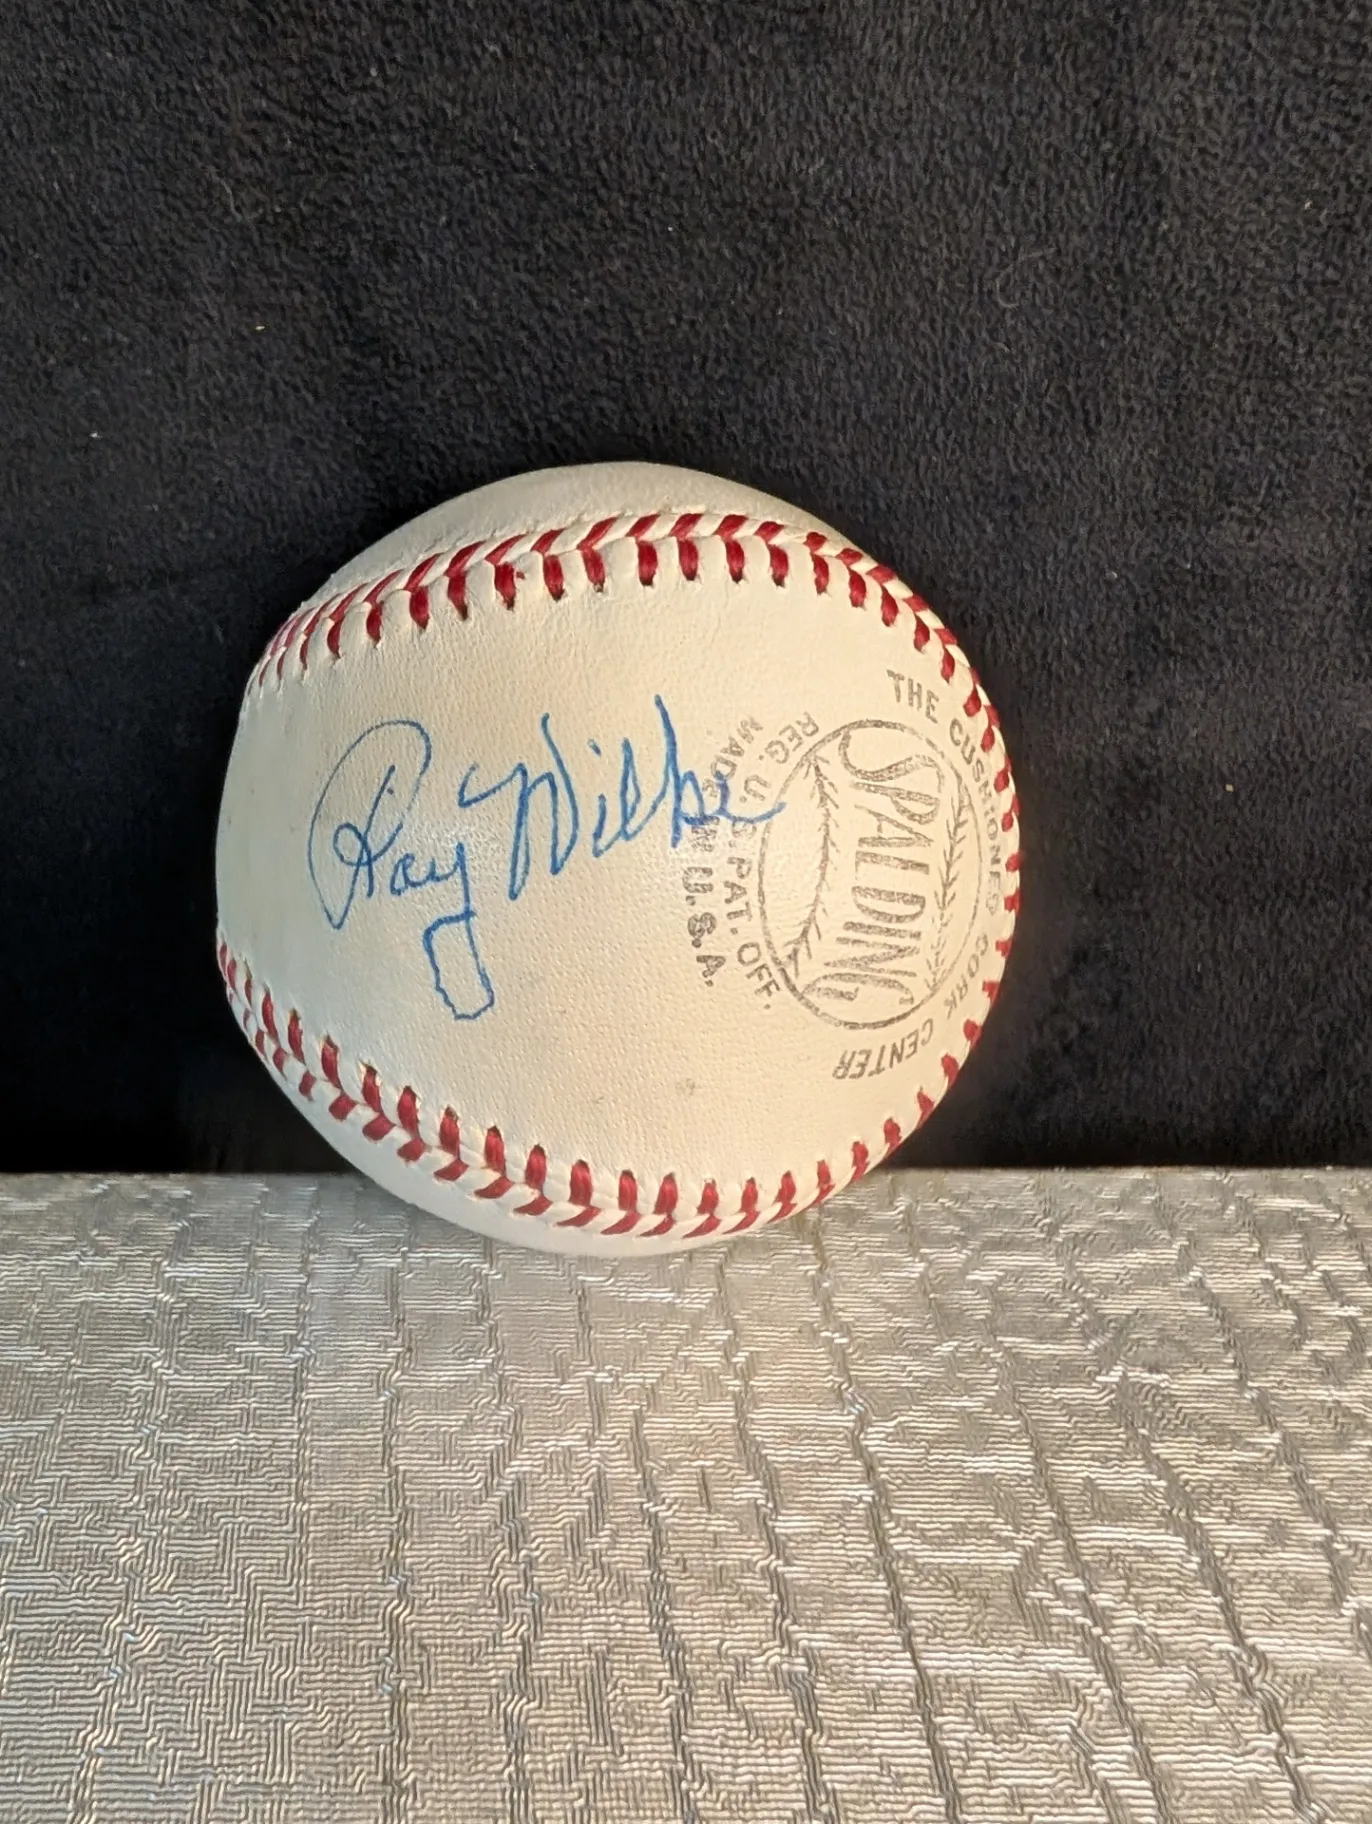 Ray Wilke
THE CUSHIONED CORK CENTER
SPALDING
REG. U.S. PAT. OFF.
MADE IN U.S.A.